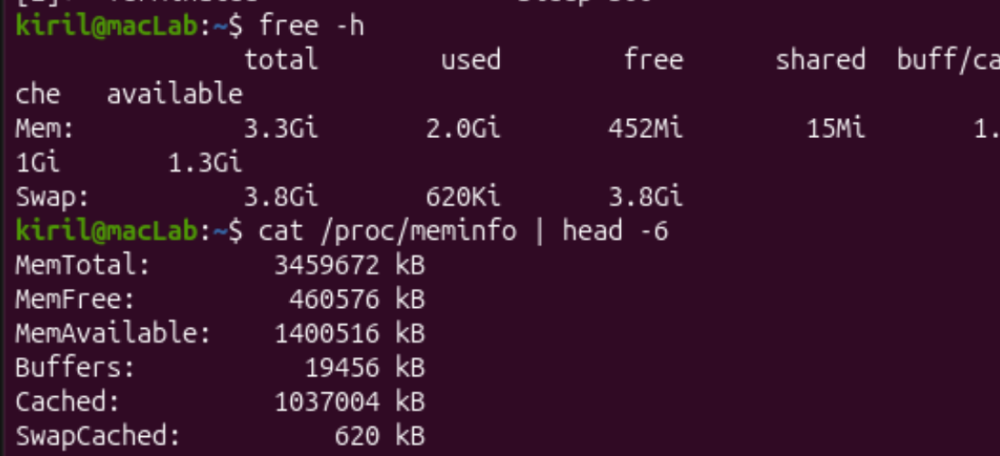 kiril@macLab:~$ free -h
total used free shared buff/ca
che available
Mem: 3.3Gi 2.0Gi 452Mi 15Mi 1.
1Gi 1.3Gi
Swap: 3.8Gi 620Ki 3.8Gi
kiril@macLab:~$ cat /proc/meminfo | head -6
MemTotal: 3459672 kB
MemFree: 460576 kB
MemAvailable: 1400516 kB
Buffers: 19456 kB
Cached: 1037004 kB
SwapCached: 620 kB